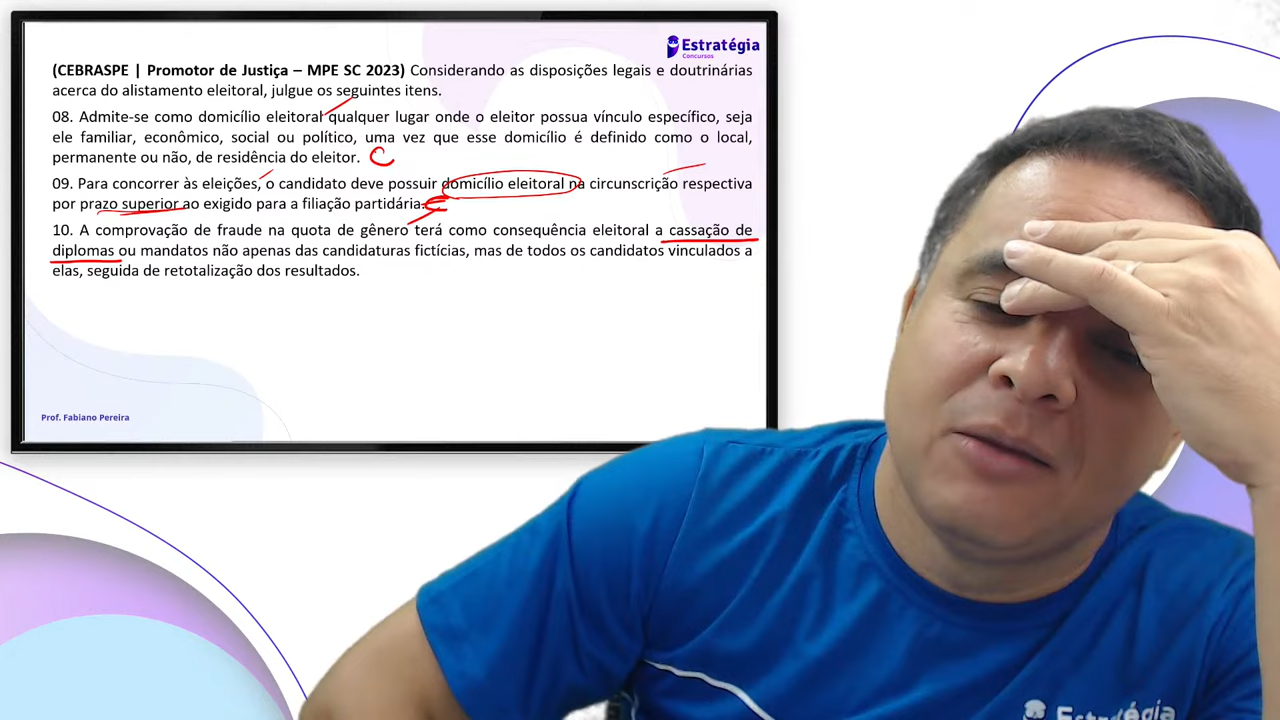 Estratégia
Concursos
(CEBRASPE | Promotor de Justiça – MPE SC 2023) Considerando as disposições legais e doutrinárias
acerca do alistamento eleitoral, julgue os seguintes itens.
08. Admite-se como domicílio eleitoral qualquer lugar onde o eleitor possua vínculo específico, seja
ele familiar, econômico, social ou político, uma vez que esse domicílio é definido como o local,
permanente ou não, de residência do eleitor. C
09. Para concorrer às eleições, o candidato deve possuir domicílio eleitoral na circunscrição respectiva
por prazo superior ao exigido para a filiação partidária. E
10. A comprovação de fraude na quota de gênero terá como consequência eleitoral a cassação de
diplomas ou mandatos não apenas das candidaturas fictícias, mas de todos os candidatos vinculados a
elas, seguida de retotalização dos resultados.
Prof. Fabiano Pereira
Estratégia